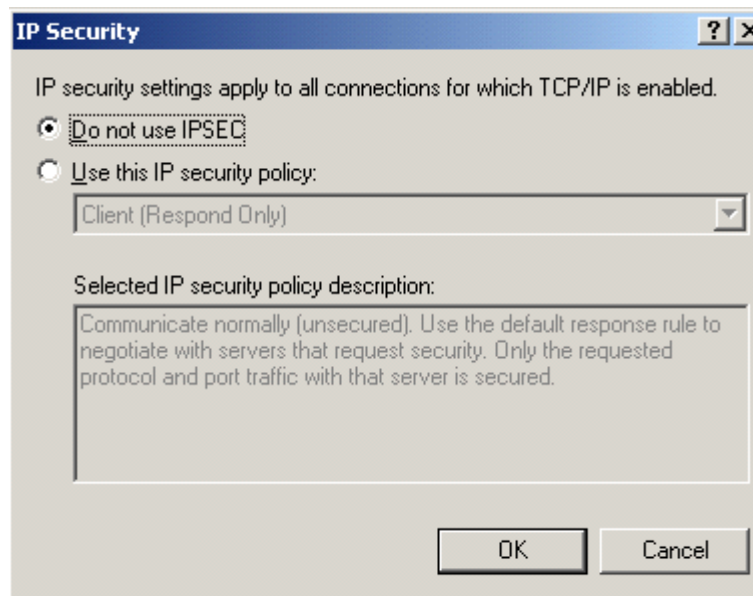 IP Security
IP security settings apply to all connections for which TCP/IP is enabled.
Do not use IPSEC
Use this IP security policy:
Client (Respond Only)
Selected IP security policy description:
Communicate normally (unsecured). Use the default response rule to
negotiate with servers that request security. Only the requested
protocol and port traffic with that server is secured.
OK
Cancel